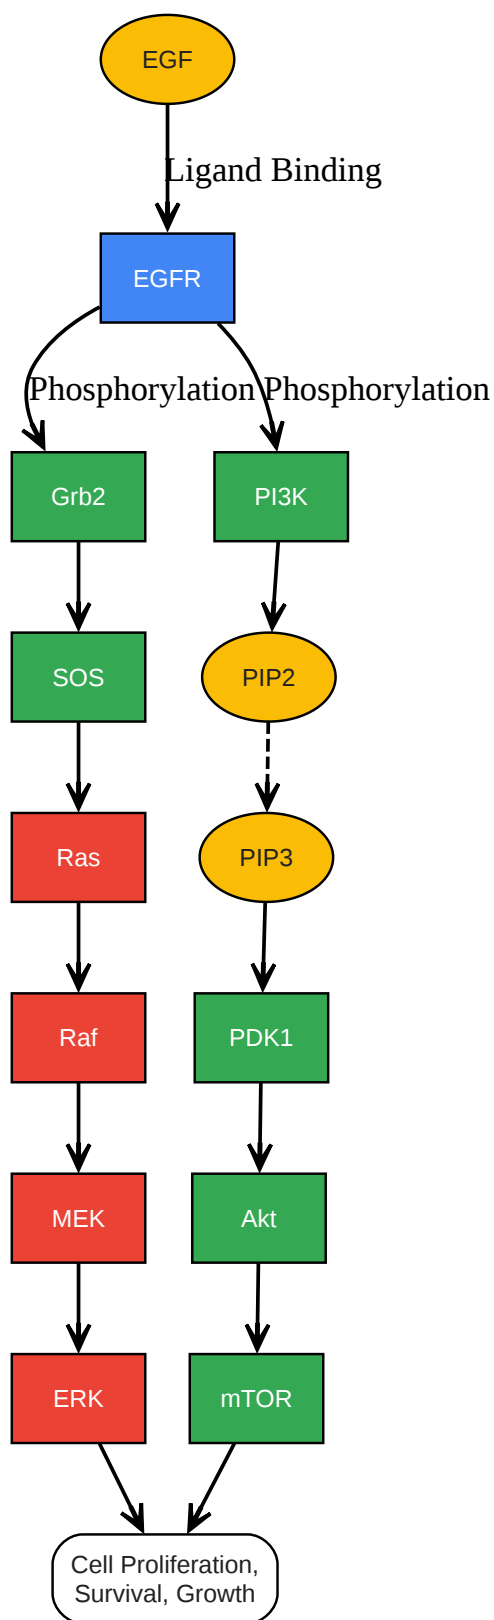 EGF
Ligand Binding
EGFR
Phosphorylation Phosphorylation
Grb2
PI3K
SOS
PIP2
Ras
PIP3
Raf
PDK1
MEK
Akt
ERK
mTOR
Cell Proliferation,
Survival, Growth